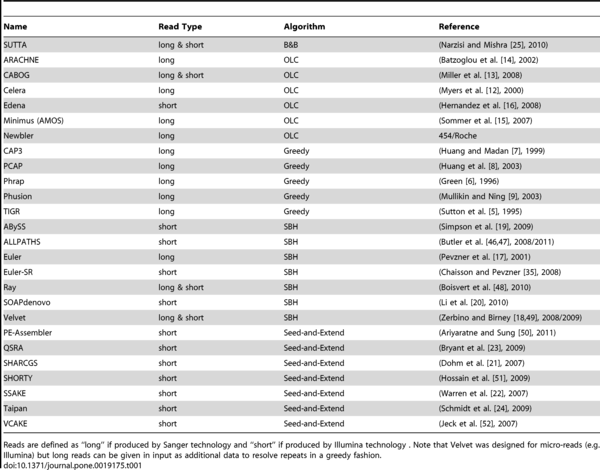 Name Read Type Algorithm Reference
SUTTA long & short B&B (Narzisi and Mishra [25], 2010)
ARACHNE long OLC (Batzoglou et al. [14], 2002)
CABOG long & short OLC (Miller et al. [13], 2008)
Celera long OLC (Myers et al. [12], 2000)
Edena short OLC (Hernandez et al. [16], 2008)
Minimus (AMOS) long OLC (Sommer et al. [15], 2007)
Newbler long OLC 454/Roche
CAP3 long Greedy (Huang and Madan [7], 1999)
PCAP long Greedy (Huang et al. [8], 2003)
Phrap long Greedy (Green [6], 1996)
Phusion long Greedy (Mullikin and Ning [9], 2003)
TIGR long Greedy (Sutton et al. [5], 1995)
ABySS short SBH (Simpson et al. [19], 2009)
ALLPATHS short SBH (Butler et al. [46,47], 2008/2011)
Euler long SBH (Pevzner et al. [17], 2001)
Euler-SR short SBH (Chaisson and Pevzner [35], 2008)
Ray long & short SBH (Boisvert et al. [48], 2010)
SOAPdenovo short SBH (Li et al. [20], 2010)
Velvet long & short SBH (Zerbino and Birney [18,49], 2008/2009)
PE-Assembler short Seed-and-Extend (Ariyaratne and Sung [50], 2011)
QSRA short Seed-and-Extend (Bryant et al. [23], 2009)
SHARCGS short Seed-and-Extend (Dohm et al. [21], 2007)
SHORTY short Seed-and-Extend (Hossain et al. [51], 2009)
SSAKE short Seed-and-Extend (Warren et al. [22], 2007)
Taipan short Seed-and-Extend (Schmidt et al. [24], 2009)
VCAKE short Seed-and-Extend (Jeck et al. [52], 2007)
Reads are defined as "long" if produced by Sanger technology and "short" if produced by Illumina technology . Note that Velvet was designed for micro-reads (e.g.
Illumina) but long reads can be given in input as additional data to resolve repeats in a greedy fashion.
doi:10.1371/journal.pone.0019175.t001